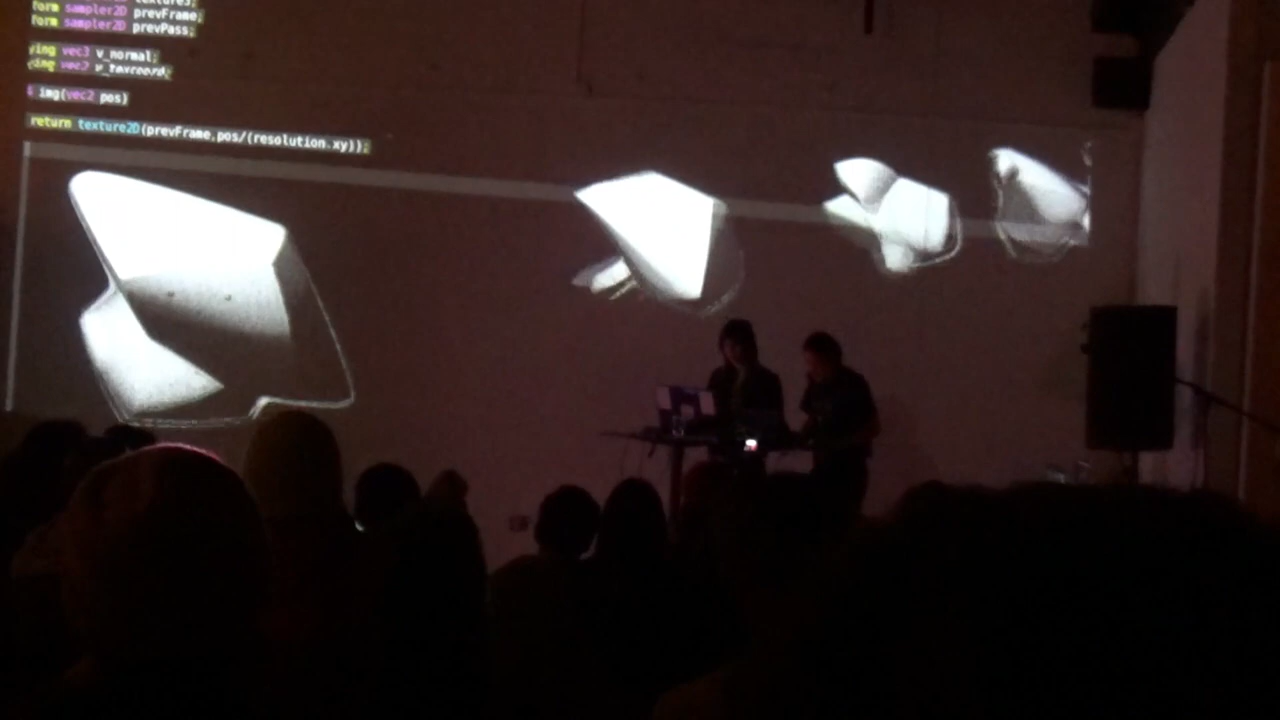 form sampler2D prevFrame;
form sampler2D prevPass;
ying vec3 v_normal;
ying vec2 v_texcoord;
img(vec2 pos)
return texture2D(prevFrame,pos/(resolution.xy));